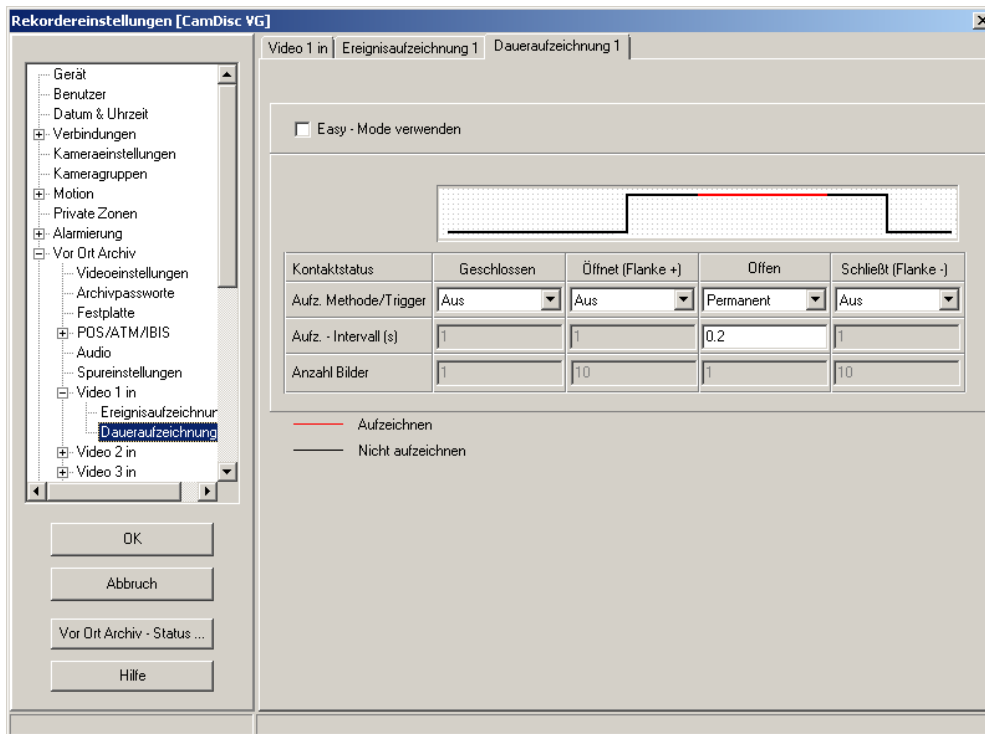 Rekordereinstellungen [CamDisc VG]
Video 1 in
Ereignisaufzeichnung 1
Daueraufzeichnung 1
Gerät
Benutzer
Datum & Uhrzeit
Verbindungen
Kameraeinstellungen
Kameragruppen
Motion
Private Zonen
Alarmierung
Vor Ort Archiv
Videoeinstellungen
Archivpassworte
Festplatte
POS/ATM/IBIS
Audio
Spureinstellungen
Video 1 in
Ereignisaufzeichnur
Daueraufzeichnung
Video 2 in
Video 3 in
OK
Abbruch
Vor Ort Archiv - Status ...
Hilfe
Easy - Mode verwenden
Kontaktstatus Geschlossen Öffnet (Flanke +) Offen Schließt (Flanke -)
Aufz. Methode/Trigger Aus Aus Permanent Aus
Aufz. - Intervall (s) 1 1 0.2 1
Anzahl Bilder 1 10 1 10
Aufzeichnen
Nicht aufzeichnen